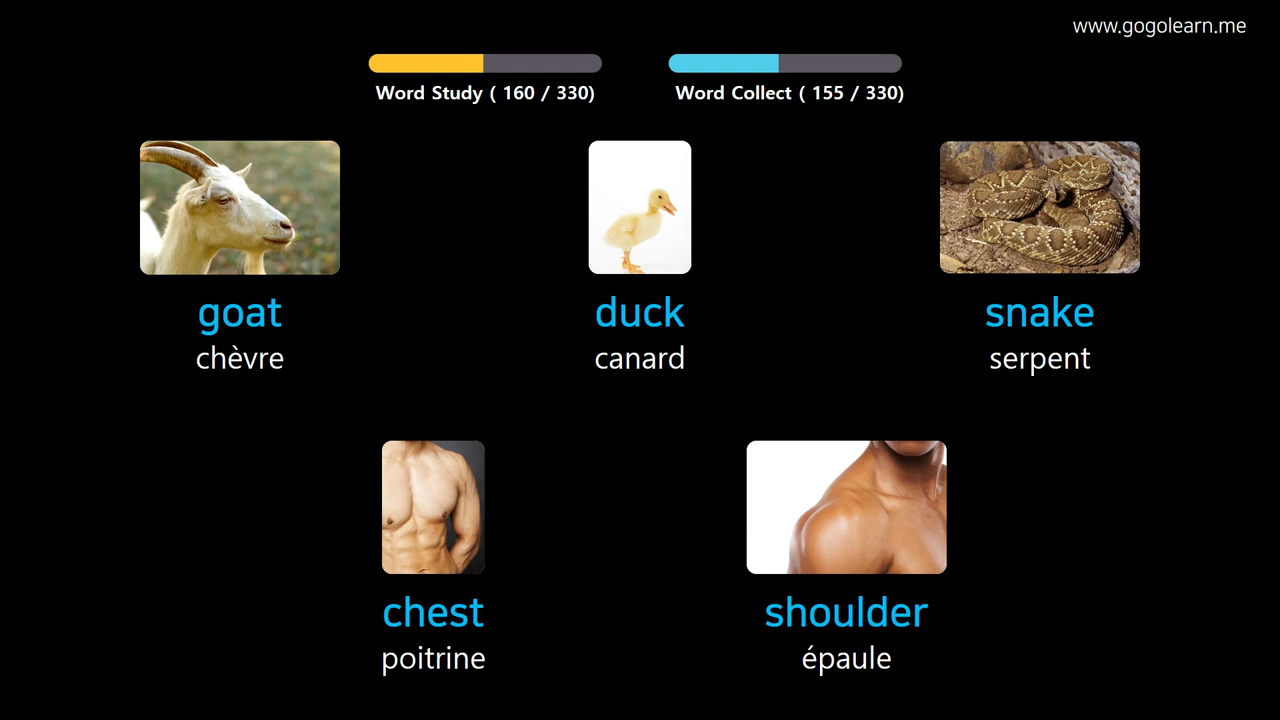 www.gogolearn.me
Word Study ( 160 / 330)
Word Collect ( 155 / 330)
goat
chèvre
duck
canard
snake
serpent
chest
poitrine
shoulder
épaule